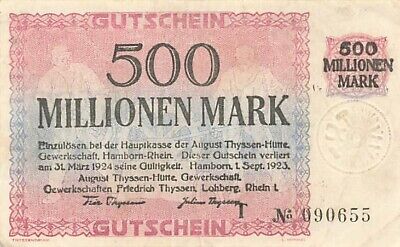 GUTSCHEIN
500
MILLIONEN MARK
500
MILLIONEN
MARK
Einzulösen bei der Hauptkasse der August Thyssen-Hütte,
Gewerkschaft, Hamborn-Rhein. Dieser Gutschein verliert
am 31. März 1924 seine Gültigkeit. Hamborn, 1. Sept. 1923.
August Thyssen-Hütte, Gewerkschaft.
Gewerkschaften Friedrich Thyssen, Lohberg, Rhein I.
T
№ 090655
GUTSCHEIN